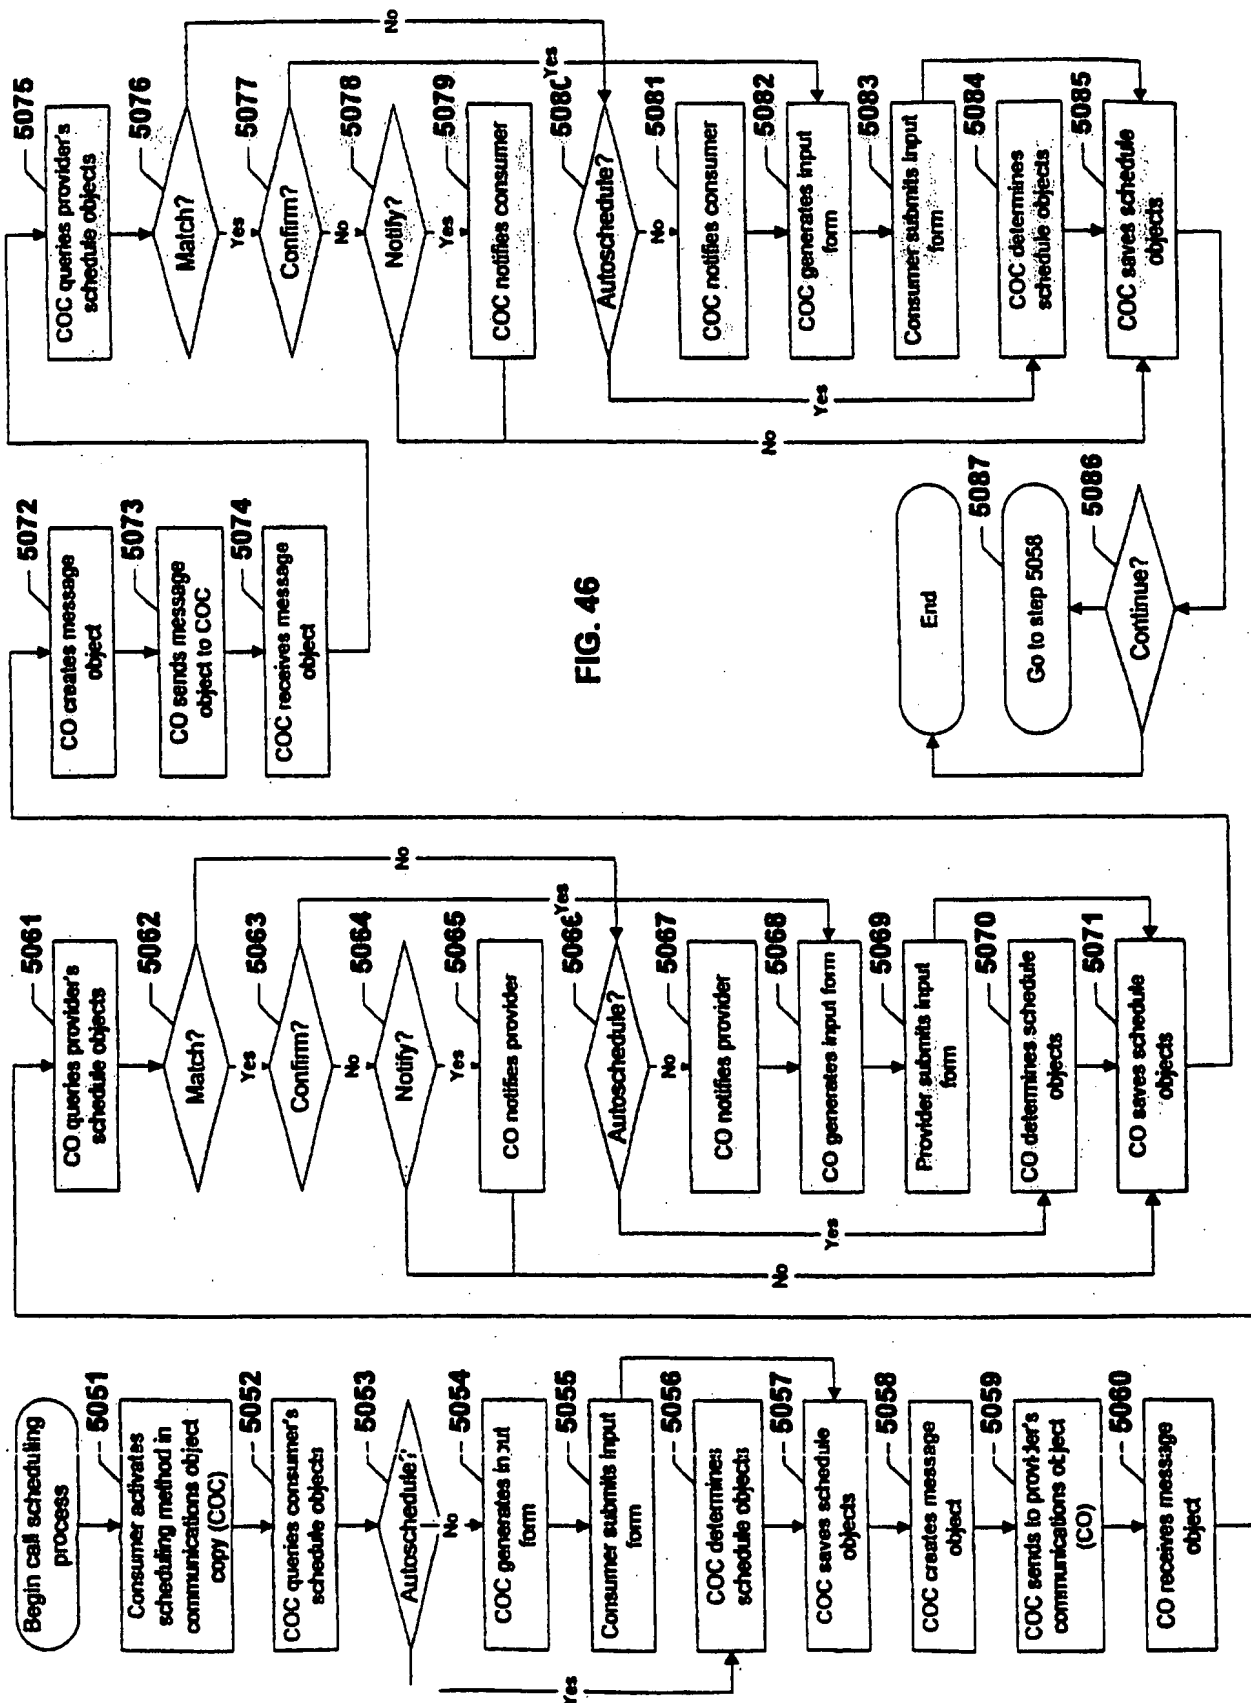 Begin call scheduling
process
5051
Consumer activates
scheduling method in
communications object
copy (COC)
5052
COC queries consumer's
schedule objects
5053
Autoschedule?
No
Yes
5054
COC generates input
form
5055
Consumer submits input
form
5056
COC determines
schedule objects
5057
COC saves schedule
objects
5058
COC creates message
object
5059
COC sends to provider's
communications object
(CO)
5060
CO receives message
object
5061
CO queries provider's
schedule objects
5062
Match?
No
Yes
5063
Confirm?
Yes
No
5064
Notify?
Yes
No
5065
CO notifies provider
5066
Autoschedule?
No
Yes
5067
CO notifies provider
5068
CO generates input form
5069
Provider submits input
form
5070
CO determines schedule
objects
5071
CO saves schedule
objects
5072
CO creates message
object
5073
CO sends message
object to COC
5074
COC receives message
object
5075
COC queries provider's
schedule objects
5076
Match?
No
Yes
5077
Confirm?
Yes
No
5078
Notify?
Yes
No
5079
COC notifies consumer
5080
Autoschedule?
No
Yes
5081
COC notifies consumer
5082
COC generates input
form
5083
Consumer submits input
form
5084
COC determines
schedule objects
5085
COC saves schedule
objects
5086
Continue?
5087
Go to step 5058
End
FIG. 46